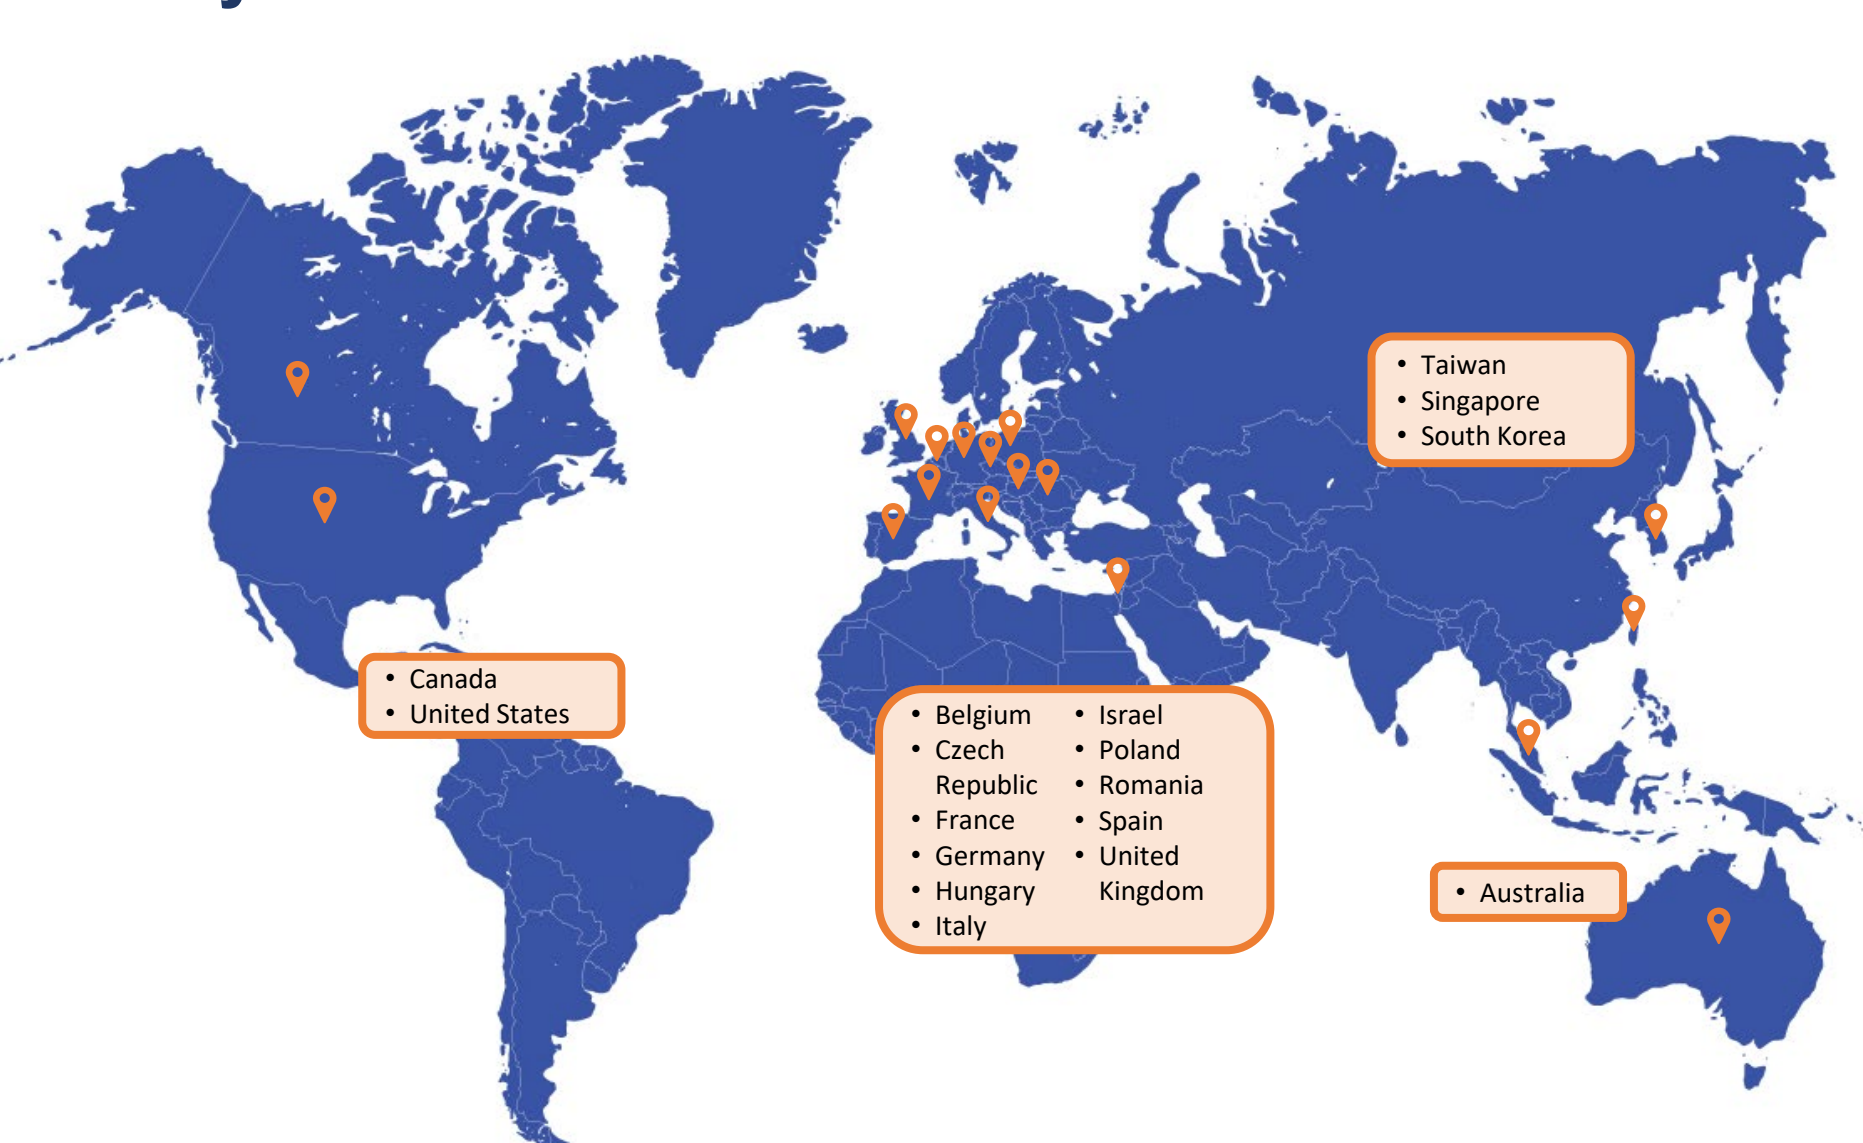 • Taiwan
• Singapore
• South Korea
• Canada
• United States
• Belgium
• Czech
Republic
• France
• Germany
• Hungary
• Italy
• Israel
• Poland
• Romania
• Spain
• United
Kingdom
• Australia